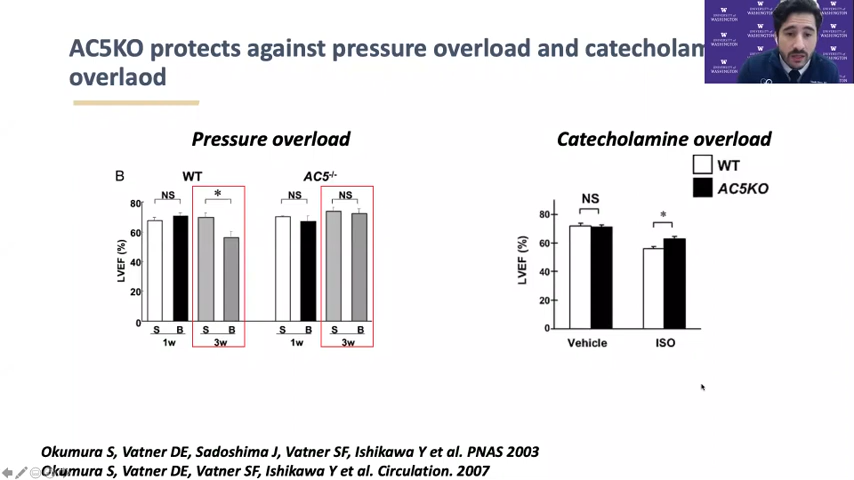 AC5KO protects against pressure overload and catecholam
overlaod
UNIVERSITY of WASHINGTON
Pressure overload
Catecholamine overload
B
WT
AC5-/-
WT
AC5KO
NS
*
NS
NS
NS
*
LVEF (%)
80
60
40
20
0
S B S B S B S B
1w 3w 1w 3w
LVEF (%)
80
60
40
20
0
Vehicle ISO
Okumura S, Vatner DE, Sadoshima J, Vatner SF, Ishikawa Y et al. PNAS 2003
Okumura S, Vatner DE, Vatner SF, Ishikawa Y et al. Circulation. 2007